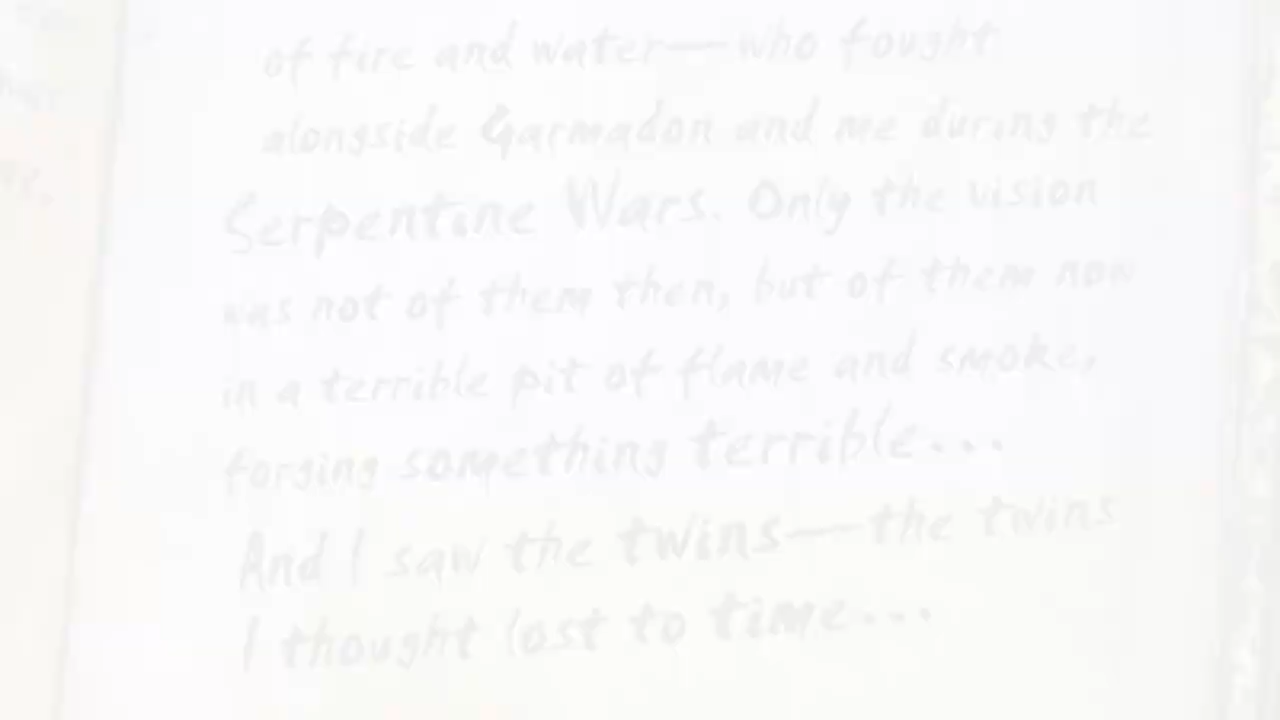 of fire and water—who fought
alongside Garmadon and me during the
Serpentine Wars. Only the vision
was not of them then, but of them now
in a terrible pit of flame and smoke,
forging something terrible...
And I saw the twins—the twins
I thought lost to time...